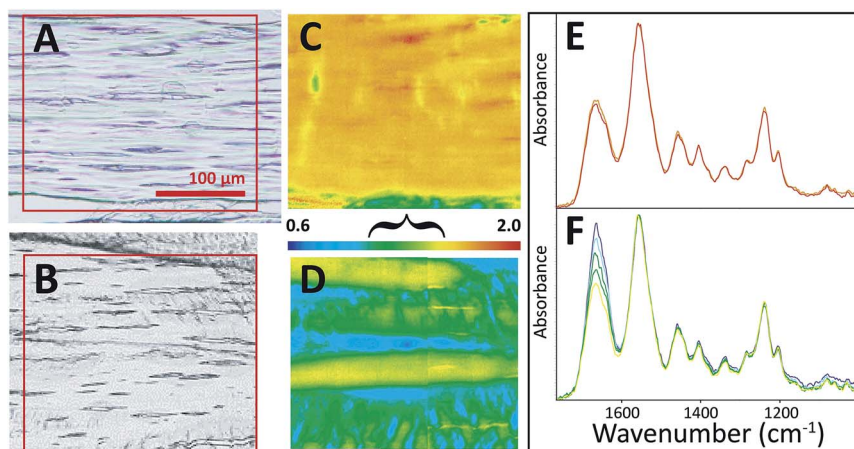 A
100 µm
B
C
0.6
2.0
D
E
Absorbance
F
Absorbance
1600
1400
1200
Wavenumber (cm⁻¹)